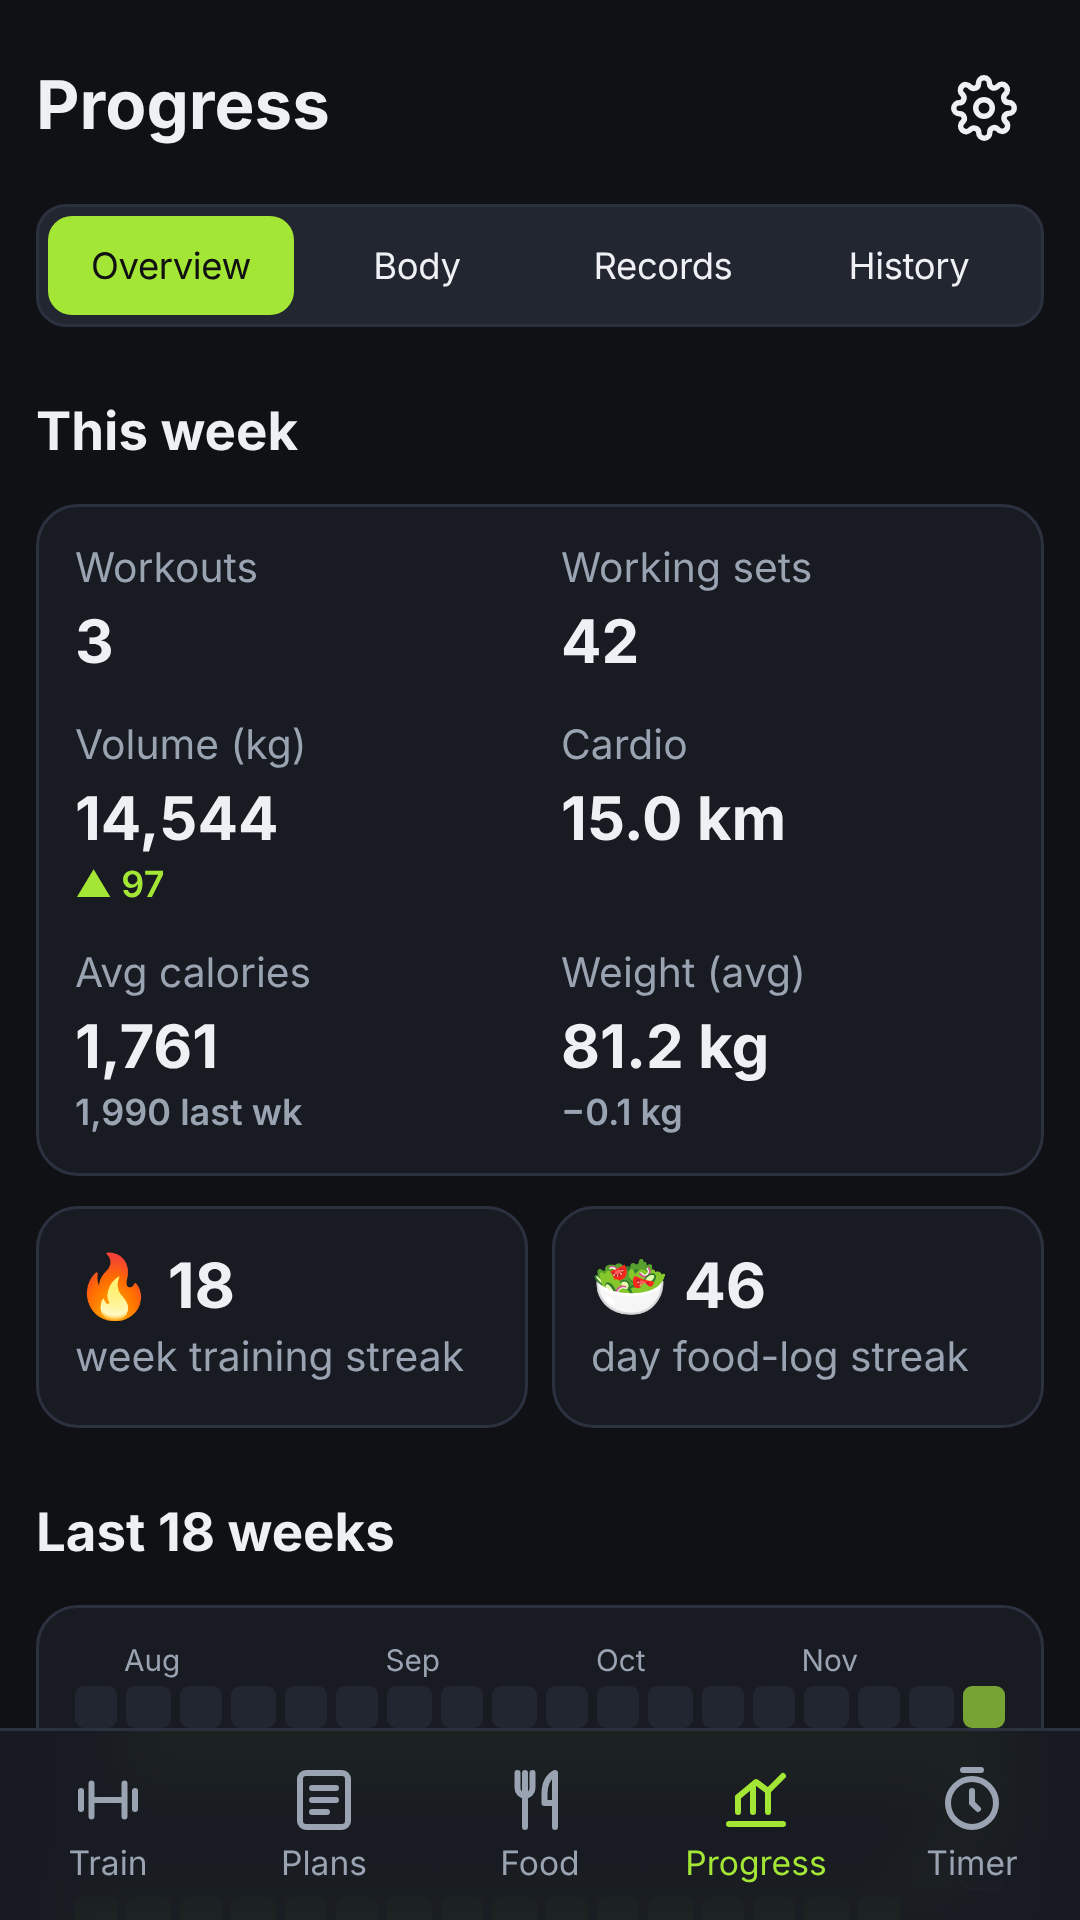 Progress
Overview Body Records History
This week
Workouts Working sets
3 42
Volume (kg) Cardio
14,544 15.0 km
▲ 97
Avg calories Weight (avg)
1,761 81.2 kg
1,990 last wk −0.1 kg
🔥 18 🥗 46
week training streak day food-log streak
Last 18 weeks
Aug Sep Oct Nov
Train Plans Food Progress Timer